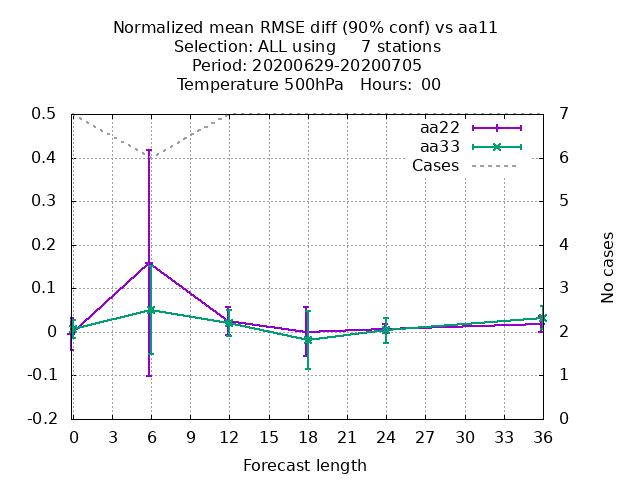 Normalized mean RMSE diff (90% conf) vs aa11
Selection: ALL using 7 stations
Period: 20200629-20200705
Temperature 500hPa Hours: 00
0.5
0.4
0.3
0.2
0.1
0
-0.1
-0.2
aa22
aa33
Cases
7
6
5
4
3
2
1
0
No cases
0 3 6 9 12 15 18 21 24 27 30 33 36
Forecast length